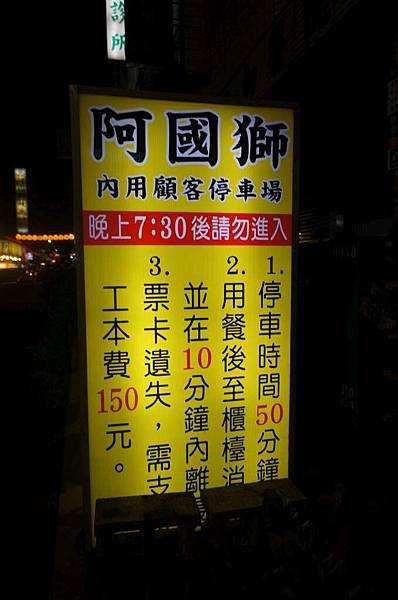 診所
阿國獅
內用顧客停車場
晚上7:30後請勿進入
1.停車時間50分鐘
2.用餐後至櫃檯消
並在10分鐘內離
3.票卡遺失，需支
工本費150元。